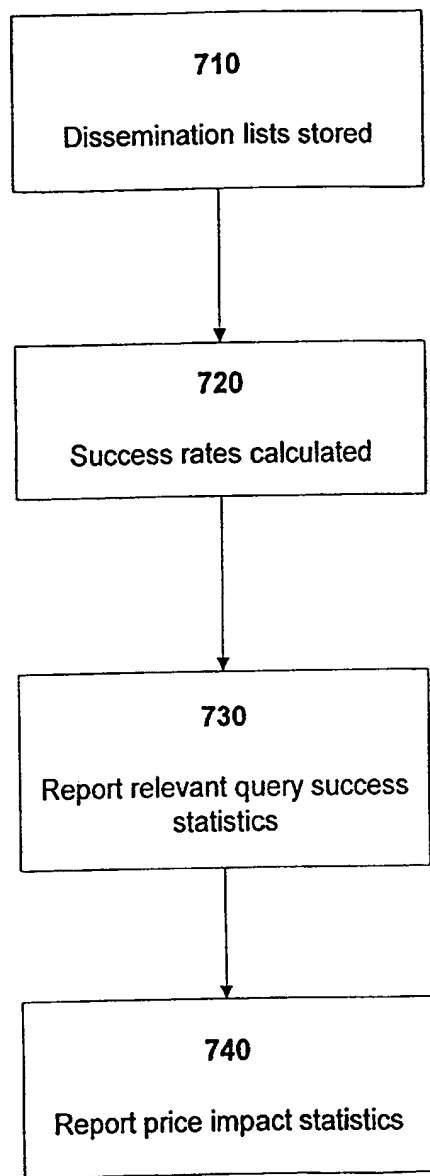 710
Dissemination lists stored
720
Success rates calculated
730
Report relevant query success
statistics
740
Report price impact statistics